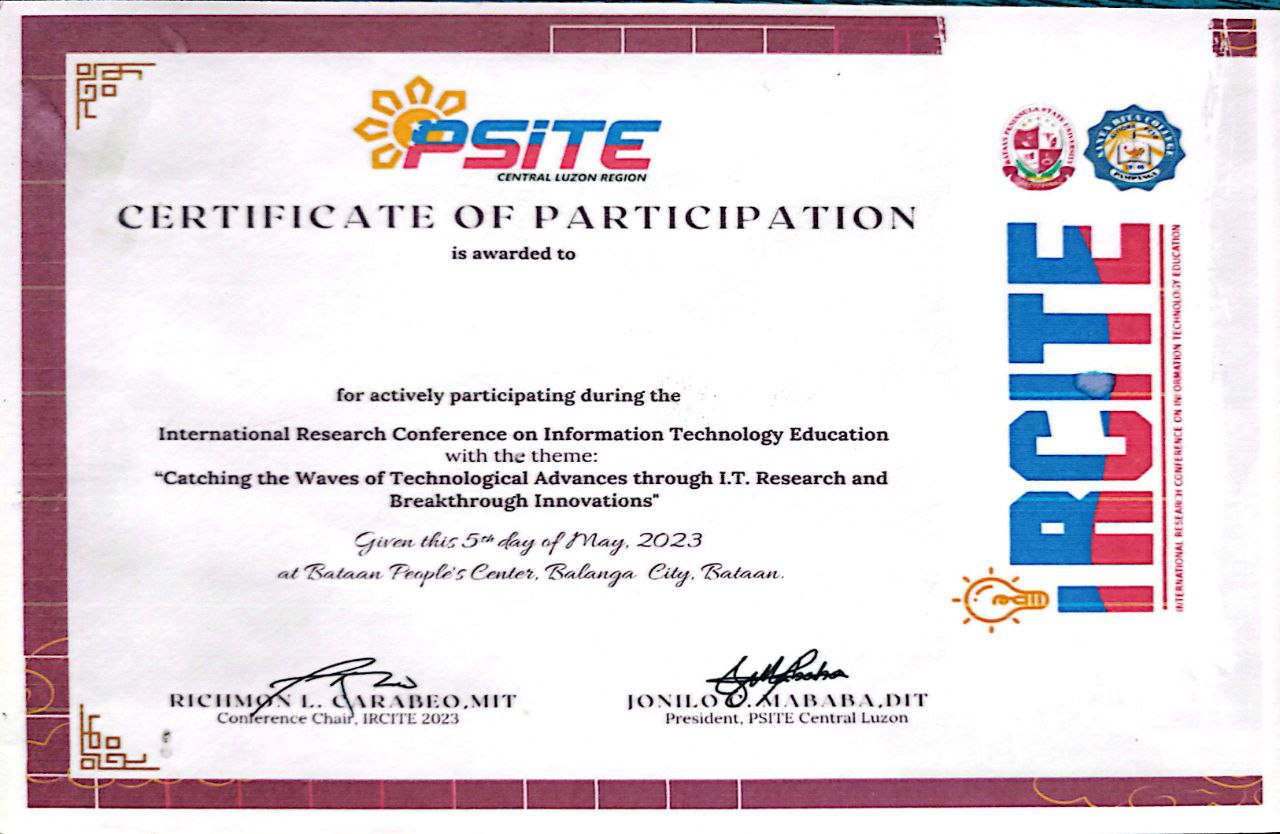 PSiTE
CENTRAL LUZON REGION
CERTIFICATE OF PARTICIPATION
is awarded to
for actively participating during the
International Research Conference on Information Technology Education
with the theme:
“Catching the Waves of Technological Advances through I.T. Research and
Breakthrough Innovations"
Given this 5th day of May, 2023
at Bataan People's Center, Balanga City, Bataan.
RICHMON L. CARABEO,MIT
Conference Chair, IRCITE 2023
JONILO C. MABABA,DIT
President, PSITE Central Luzon
BATAAN PENINSULA STATE UNIVERSITY
SANTA RITA COLLEGE
PAMPANGA
IRCITE
INTERNATIONAL RESEARCH CONFERENCE ON INFORMATION TECHNOLOGY EDUCATION